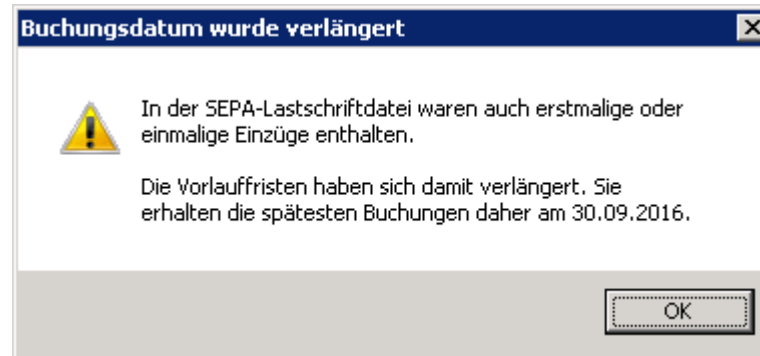 Buchungsdatum wurde verlängert
In der SEPA-Lastschriftdatei waren auch erstmalige oder
einmalige Einzüge enthalten.
Die Vorlauffristen haben sich damit verlängert. Sie
erhalten die spätesten Buchungen daher am 30.09.2016.
OK